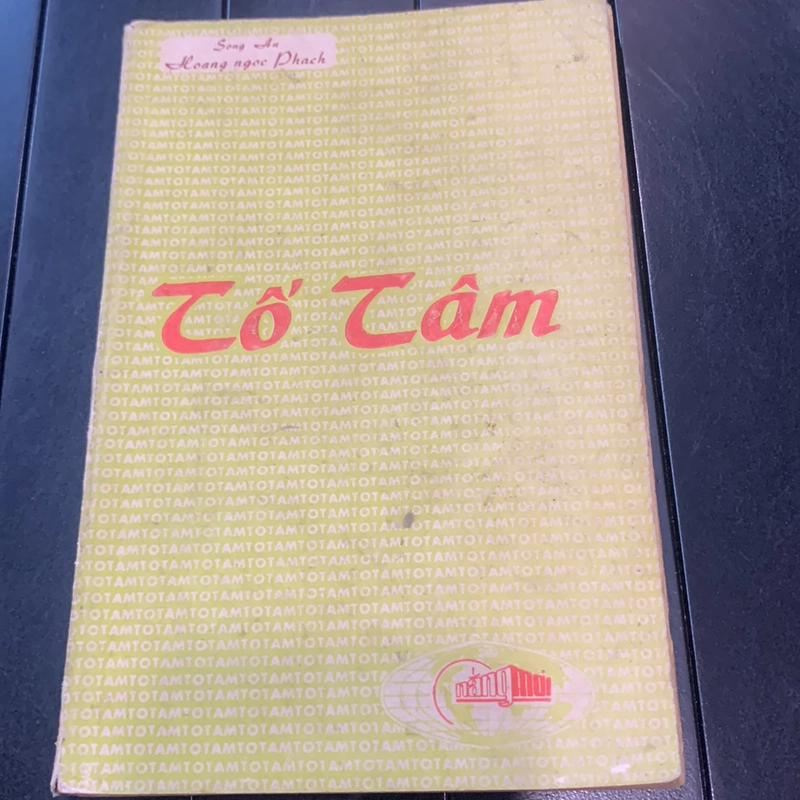 Song An
Hoang ngoc Phach
Tố Tâm
nắng mới